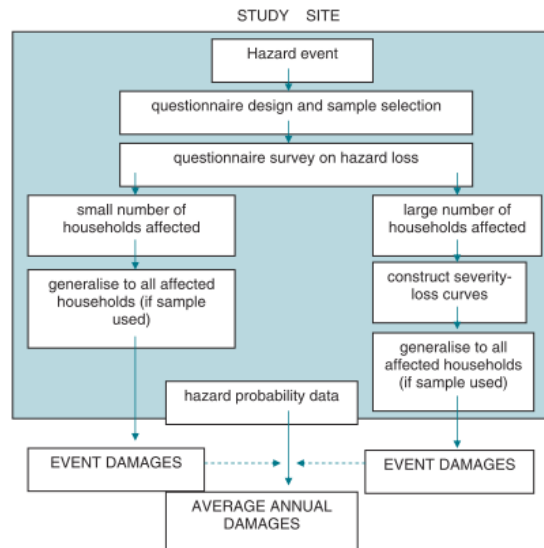 STUDY SITE
Hazard event
questionnaire design and sample selection
questionnaire survey on hazard loss
small number of
households affected
large number of
households affected
generalise to all affected
households (if sample
used)
construct severity-
loss curves
generalise to all
affected households
(if sample used)
hazard probability data
EVENT DAMAGES
EVENT DAMAGES
AVERAGE ANNUAL
DAMAGES